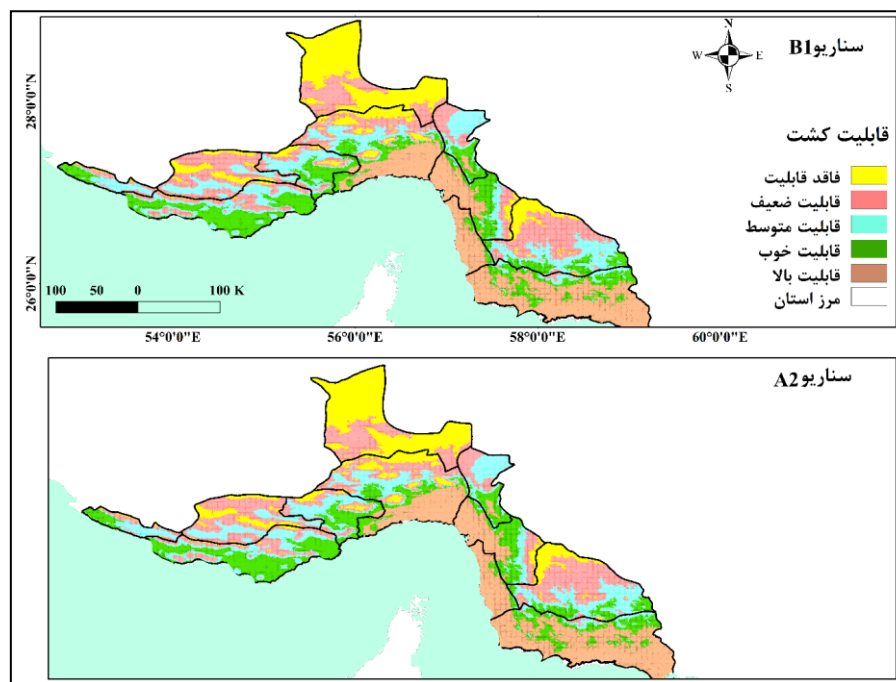 سناریو B1
N
W E
S
28°0'0"N
قابلیت کشت
فاقد قابلیت
قابلیت ضعیف
قابلیت متوسط
قابلیت خوب
قابلیت بالا
مرز استان
26°0'0"N
100 50 0 100 K
54°0'0"E 56°0'0"E 58°0'0"E 60°0'0"E
سناریو A2